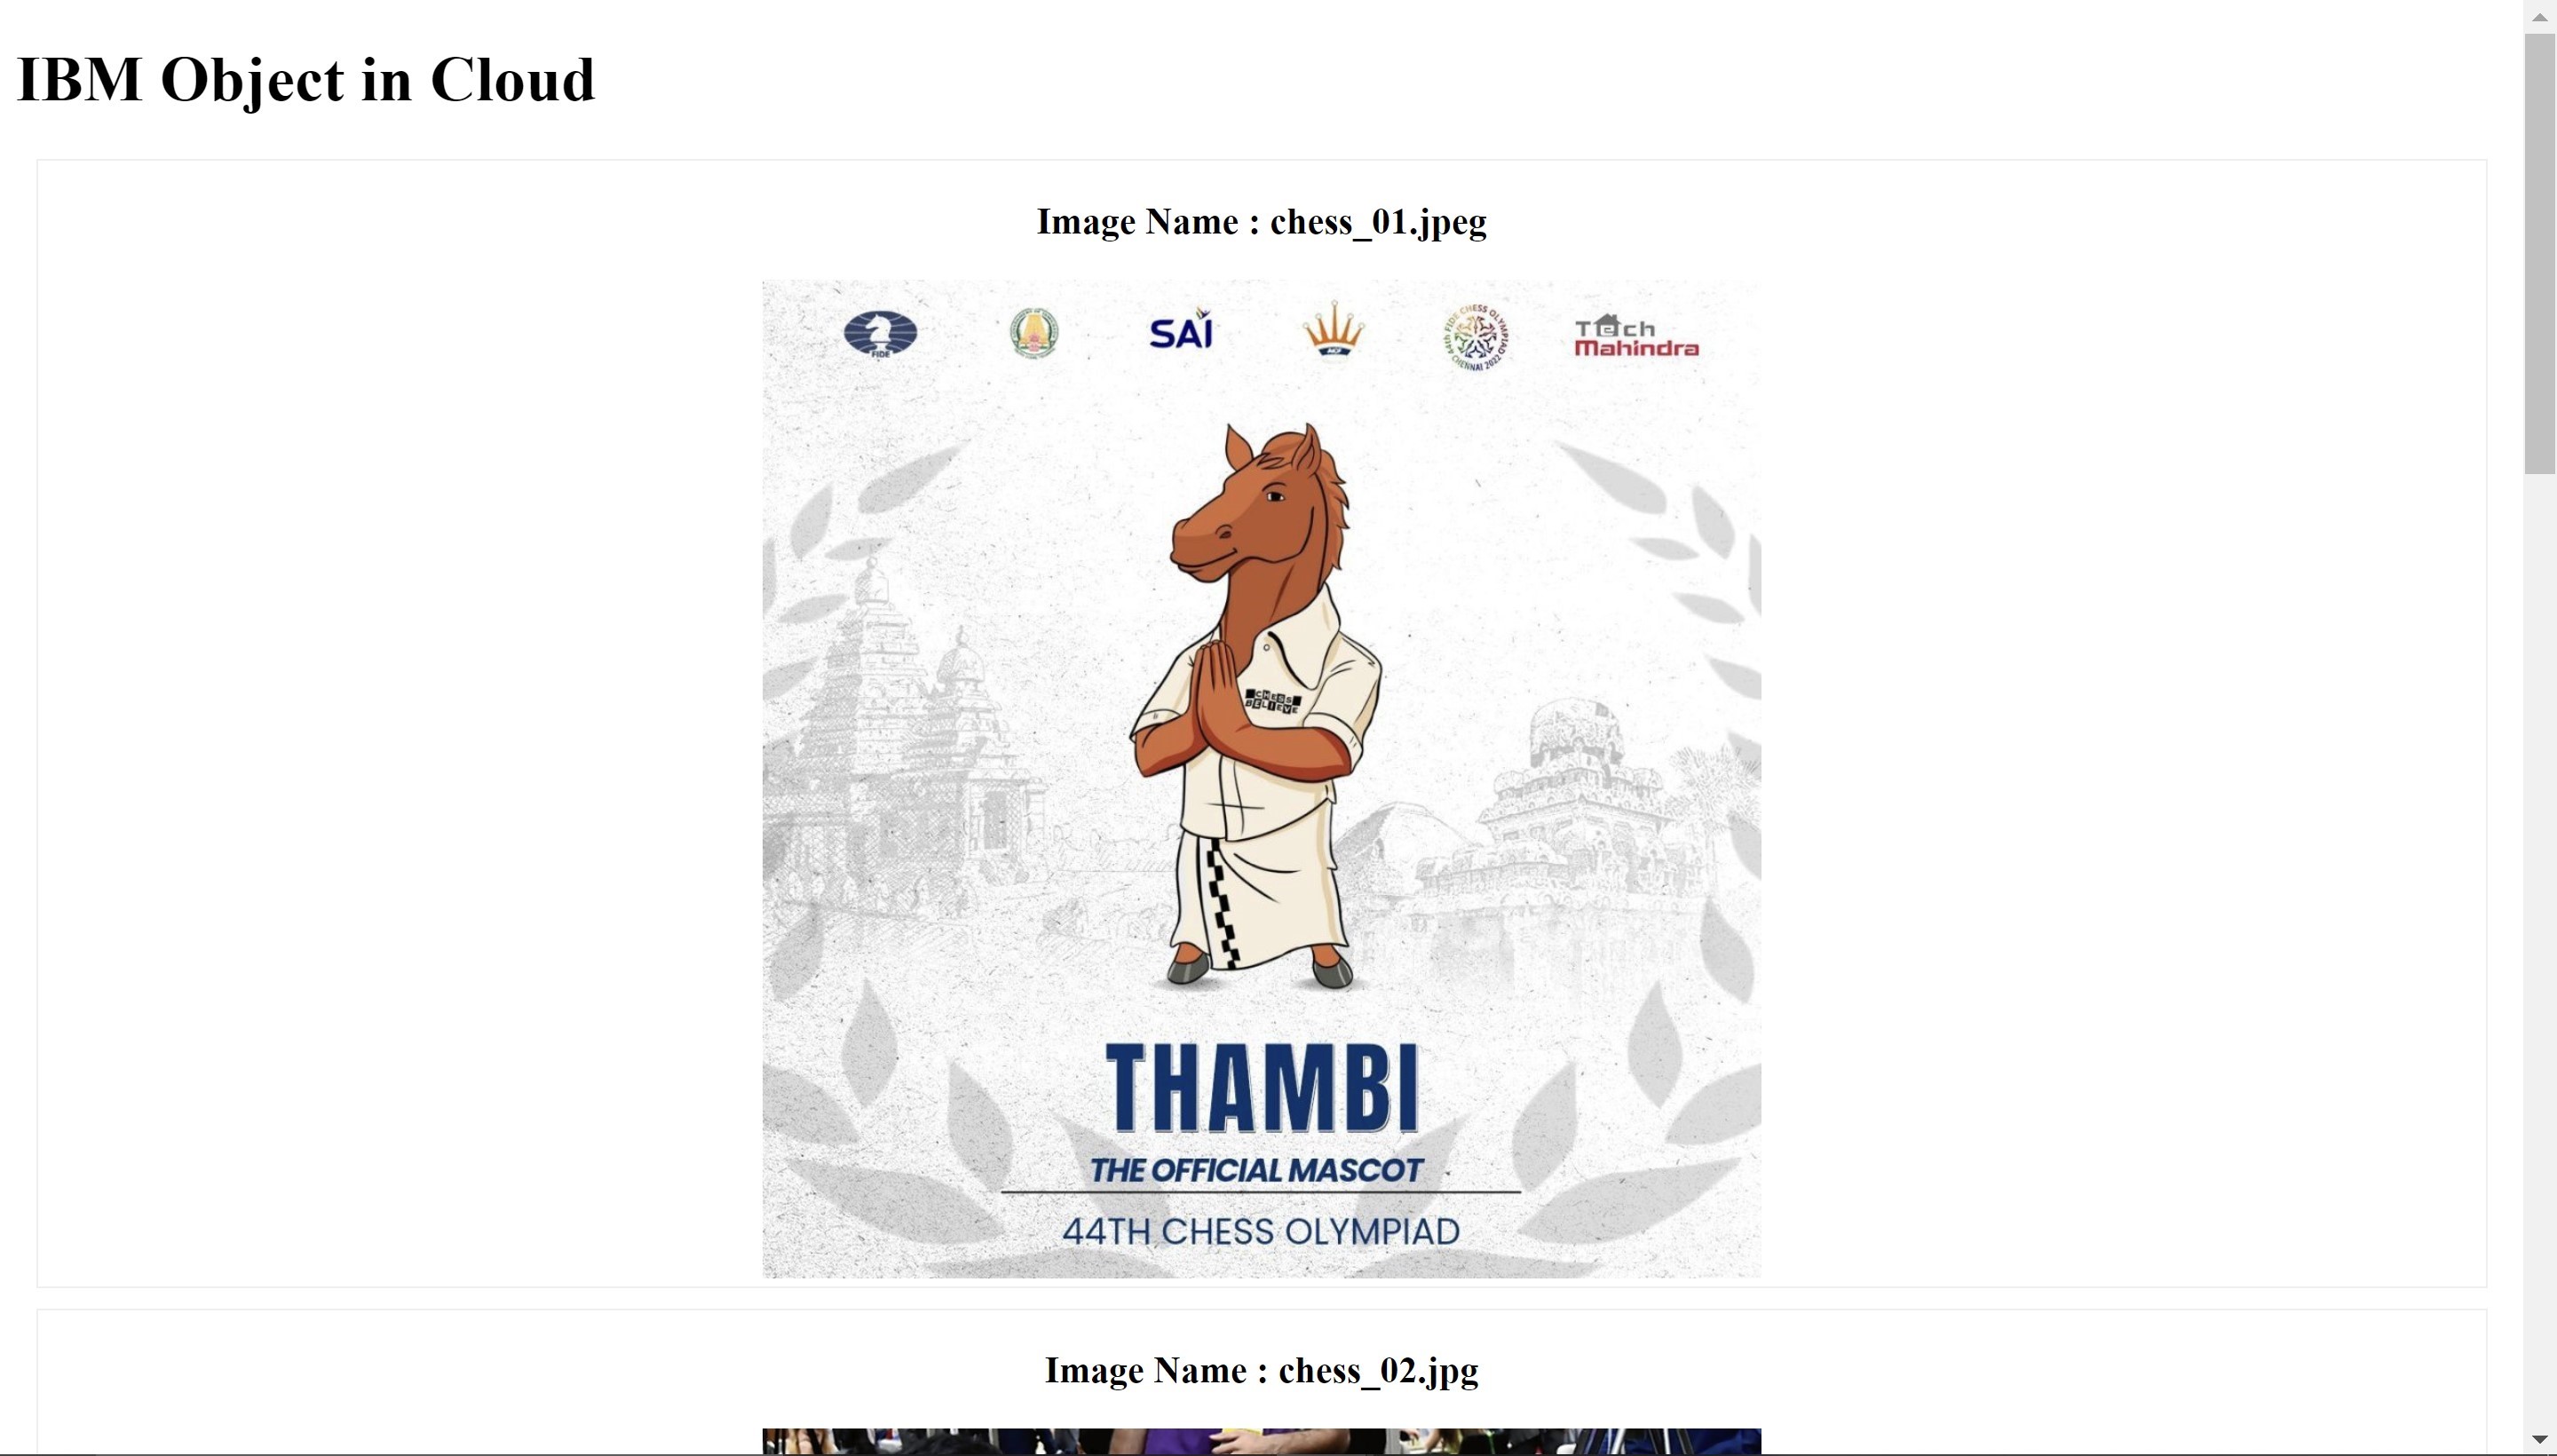 IBM Object in Cloud
Image Name : chess_01.jpeg
FIDE
SAI
AICF
44th FIDE CHESS OLYMPIAD
CHENNAI 2022
Tech
Mahindra
CHESS
BELIEVE
THAMBI
THE OFFICIAL MASCOT
44TH CHESS OLYMPIAD
Image Name : chess_02.jpg